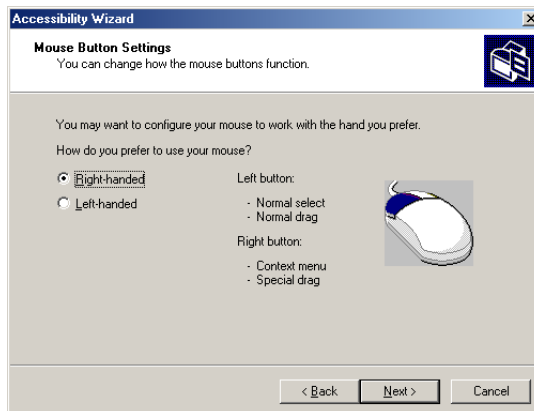 Accessibility Wizard
Mouse Button Settings
You can change how the mouse buttons function.
You may want to configure your mouse to work with the hand you prefer.
How do you prefer to use your mouse?
Right-handed
Left-handed
Left button:
- Normal select
- Normal drag
Right button:
- Context menu
- Special drag
< Back
Next >
Cancel